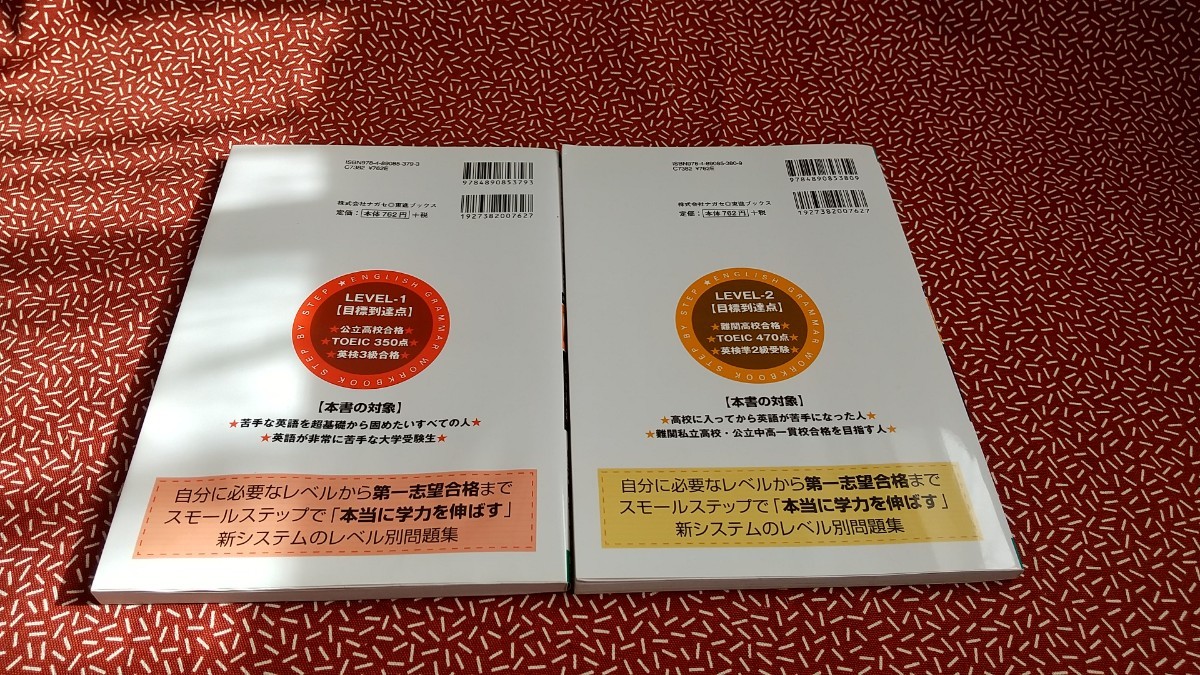 ISBN978-4-89085-379-3
C7382 ¥762E
9784890853793
株式会社ナガセ◎東進ブックス
定価：本体762円+税
1927382007627
★ENGLISH GRAMMAR WORKBOOK STEP BY STEP
LEVEL-1
【目標到達点】
★公立高校合格★
★TOEIC 350点★
★英検3級合格★
【本書の対象】
★苦手な英語を超基礎から固めたいすべての人★
★英語が非常に苦手な大学受験生★
自分に必要なレベルから第一志望合格まで
スモールステップで「本当に学力を伸ばす」
新システムのレベル別問題集
ISBN978-4-89085-380-9
C7382 ¥762E
9784890853809
株式会社ナガセ◎東進ブックス
定価：本体762円+税
1927382007627
★ENGLISH GRAMMAR WORKBOOK STEP BY STEP
LEVEL-2
【目標到達点】
★難関高校合格★
★TOEIC 470点★
★英検準2級受験★
【本書の対象】
★高校に入ってから英語が苦手になった人★
★難関私立高校・公立中高一貫校合格を目指す人★
自分に必要なレベルから第一志望合格まで
スモールステップで「本当に学力を伸ばす」
新システムのレベル別問題集